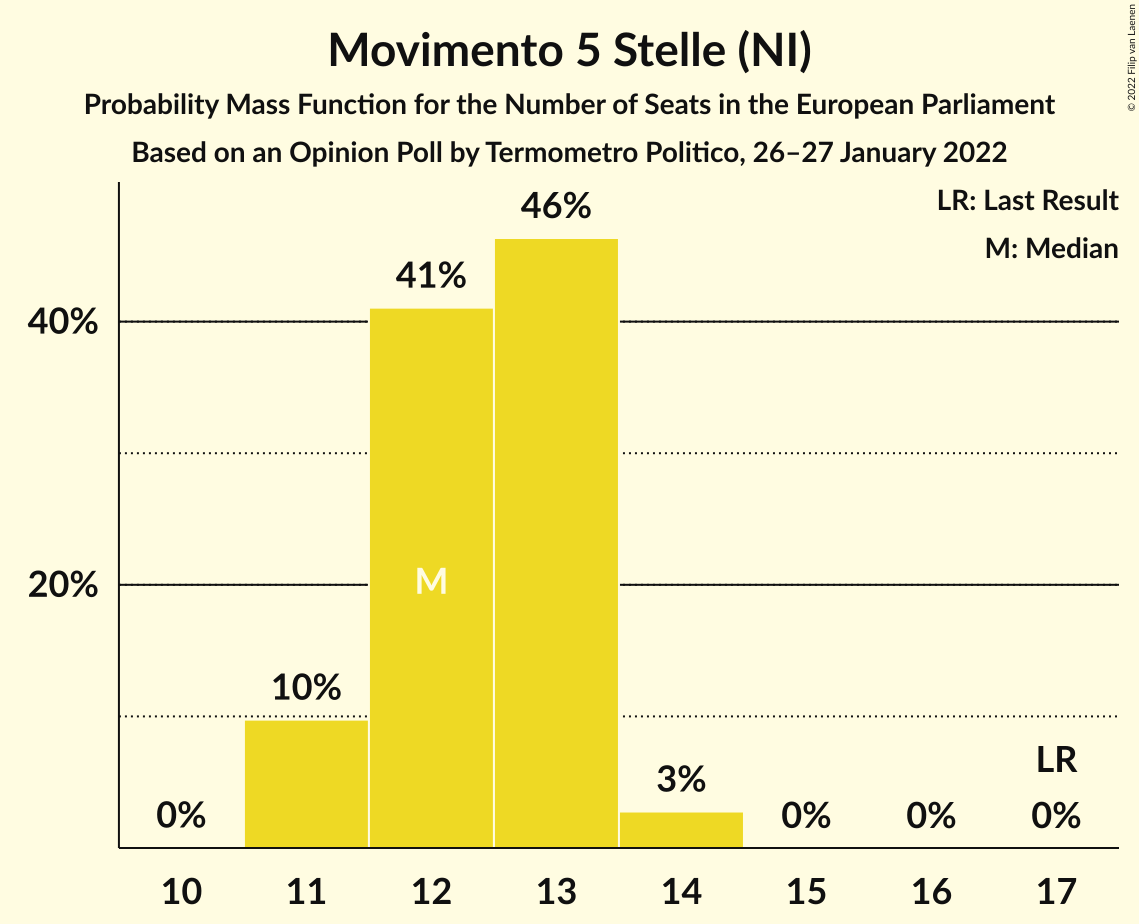 Movimento 5 Stelle (NI)
Probability Mass Function for the Number of Seats in the European Parliament
Based on an Opinion Poll by Termometro Politico, 26–27 January 2022
© 2022 Filip van Laenen
LR: Last Result
M: Median
46%
41%
40%
M
20%
10%
LR
3%
0%
0%
0%
0%
10 11 12 13 14 15 16 17